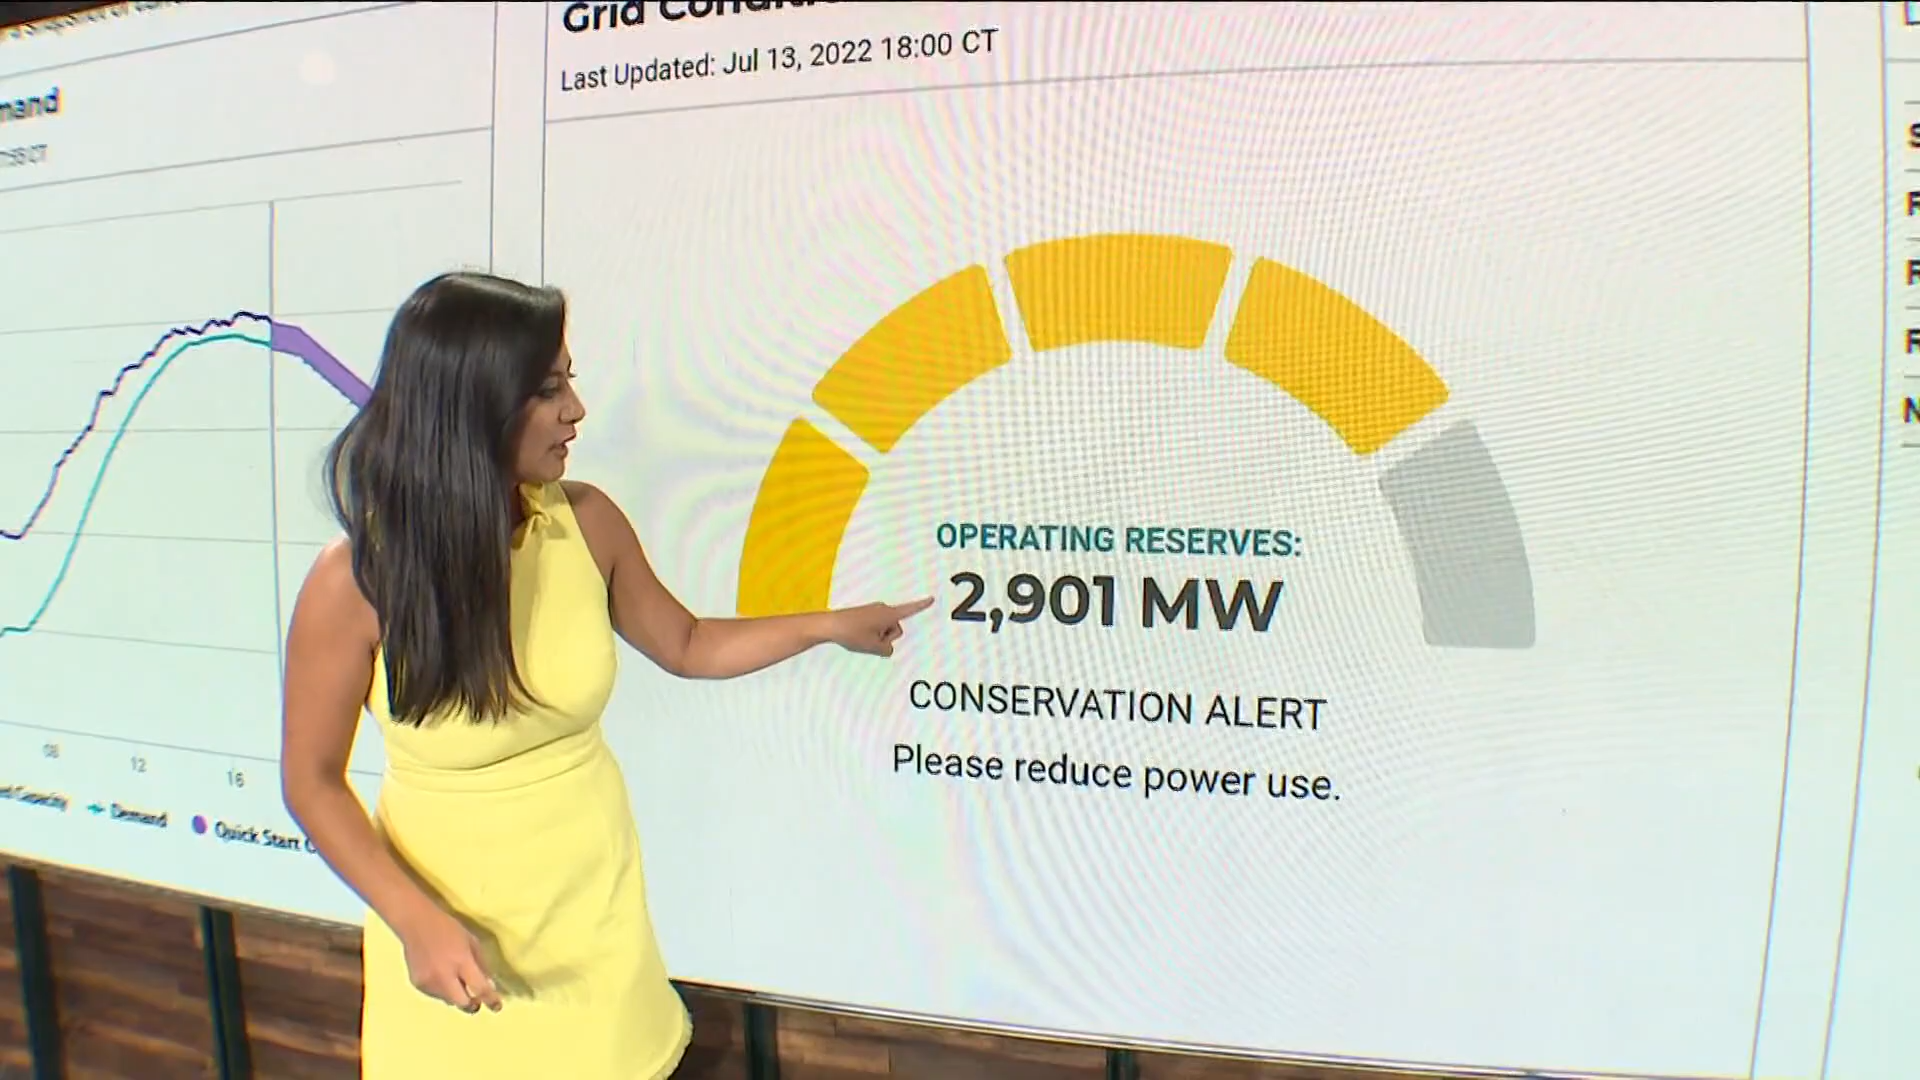 Grid
Last Updated: Jul 13, 2022 18:00 CT
mand
OPERATING RESERVES:
2,901 MW
CONSERVATION ALERT
Please reduce power use.
08
12
16
Capacity
Demand
Quick Start C
S
R
R
R
N